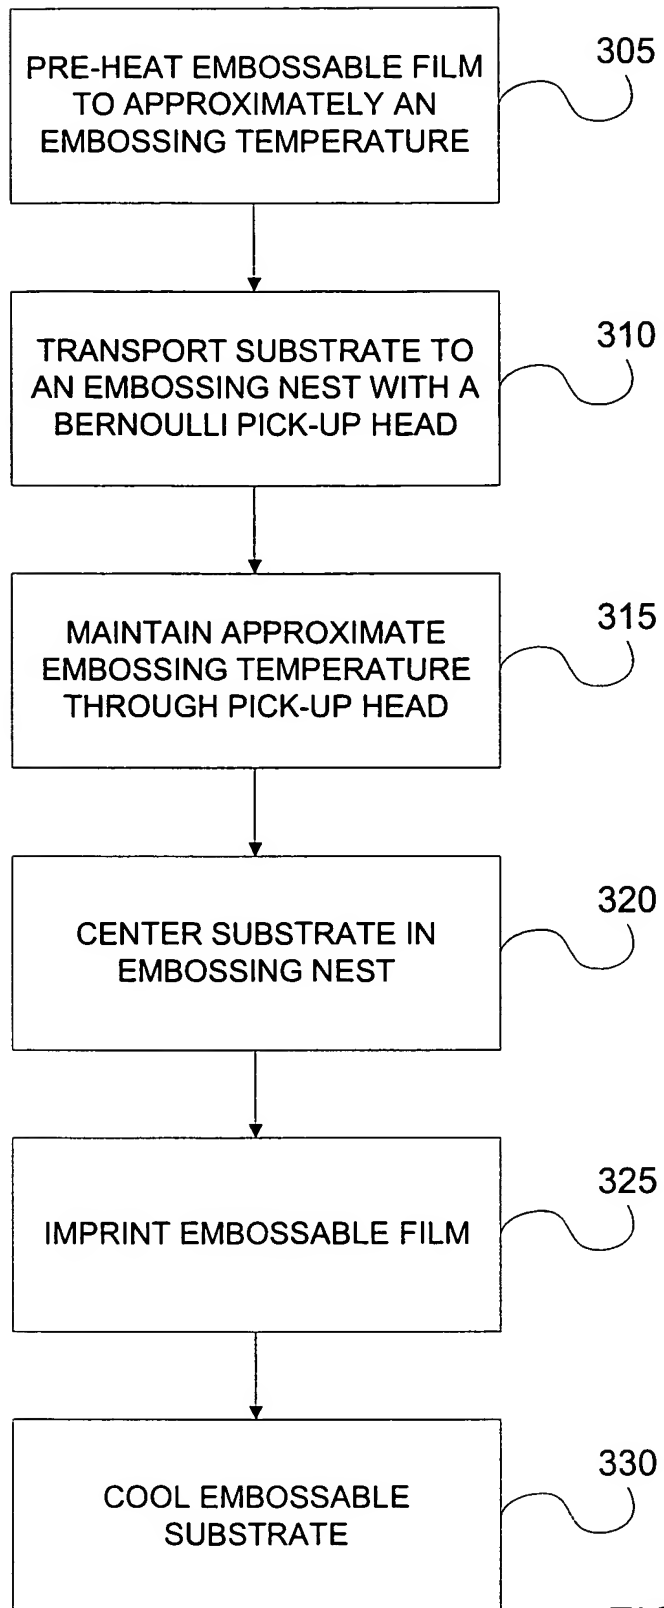 PRE-HEAT EMBOSSABLE FILM
TO APPROXIMATELY AN
EMBOSSING TEMPERATURE
305
TRANSPORT SUBSTRATE TO
AN EMBOSSING NEST WITH A
BERNOULLI PICK-UP HEAD
310
MAINTAIN APPROXIMATE
EMBOSSING TEMPERATURE
THROUGH PICK-UP HEAD
315
CENTER SUBSTRATE IN
EMBOSSING NEST
320
IMPRINT EMBOSSABLE FILM
325
COOL EMBOSSABLE
SUBSTRATE
330